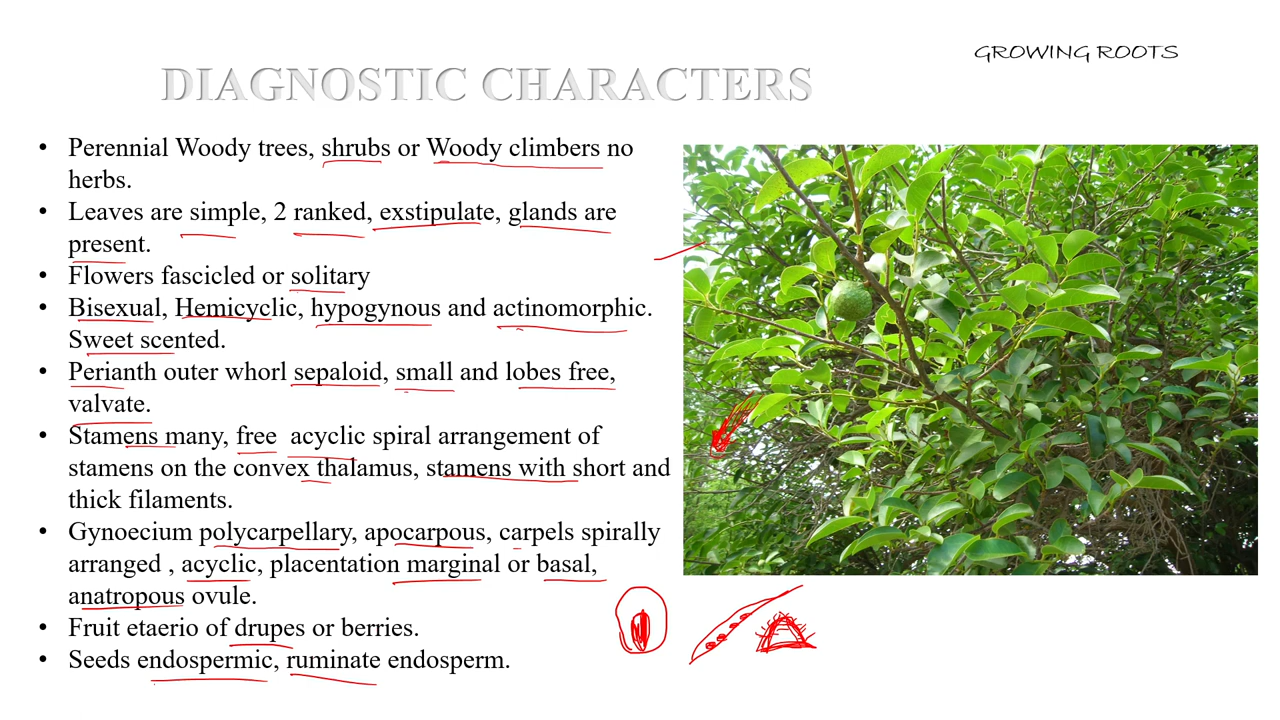 GROWING ROOTS
DIAGNOSTIC CHARACTERS
• Perennial Woody trees, shrubs or Woody climbers no
herbs.
• Leaves are simple, 2 ranked, exstipulate, glands are
present.
• Flowers fascicled or solitary
• Bisexual, Hemicyclic, hypogynous and actinomorphic.
Sweet scented.
• Perianth outer whorl sepaloid, small and lobes free,
valvate.
• Stamens many, free acyclic spiral arrangement of
stamens on the convex thalamus, stamens with short and
thick filaments.
• Gynoecium polycarpellary, apocarpous, carpels spirally
arranged , acyclic, placentation marginal or basal,
anatropous ovule.
• Fruit etaerio of drupes or berries.
• Seeds endospermic, ruminate endosperm.